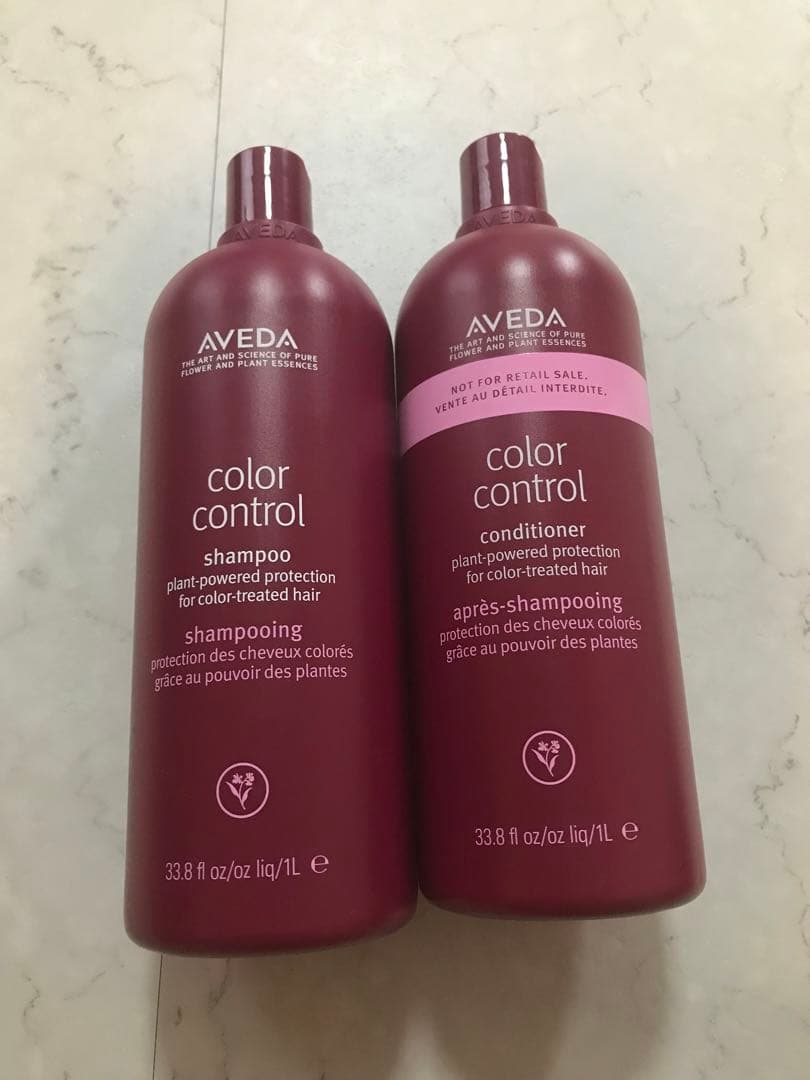 AVEDA
AVEDA
THE ART AND SCIENCE OF PURE
FLOWER AND PLANT ESSENCES
color
control
shampoo
plant-powered protection
for color-treated hair
shampooing
protection des cheveux colorés
grâce au pouvoir des plantes
33.8 fl oz/oz liq/1L ℮
AVEDA
AVEDA
THE ART AND SCIENCE OF PURE
FLOWER AND PLANT ESSENCES
NOT FOR RETAIL SALE.
VENTE AU DÉTAIL INTERDITE.
color
control
conditioner
plant-powered protection
for color-treated hair
après-shampooing
protection des cheveux colorés
grâce au pouvoir des plantes
33.8 fl oz/oz liq/1L ℮